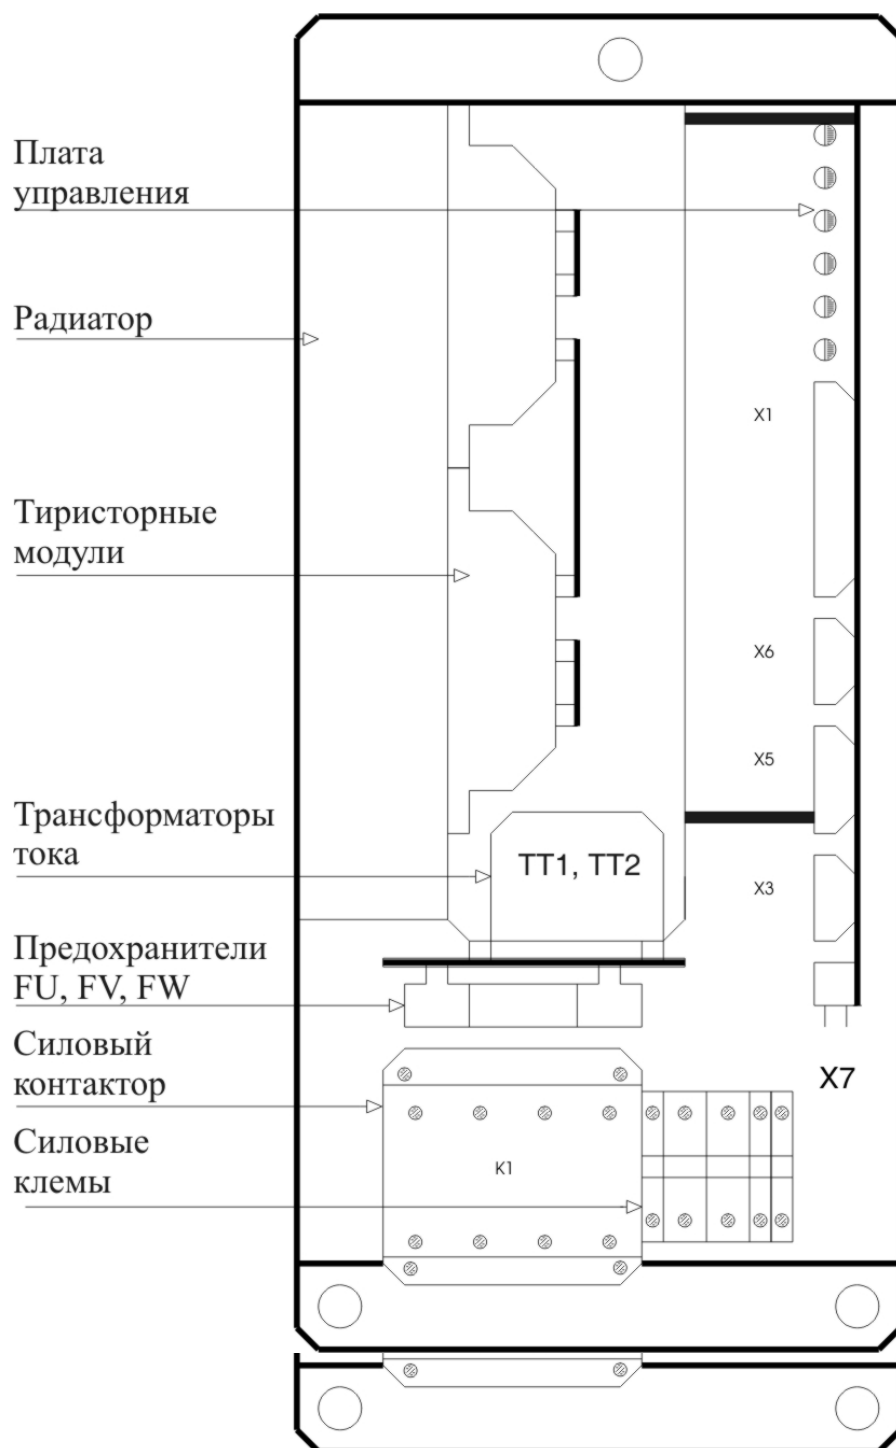 Плата
управления
Радиатор
X1
Тиристорные
модули
X6
X5
Трансформаторы
тока
TT1, TT2
X3
Предохранители
FU, FV, FW
Силовый
контактор
X7
Силовые
клемы
K1